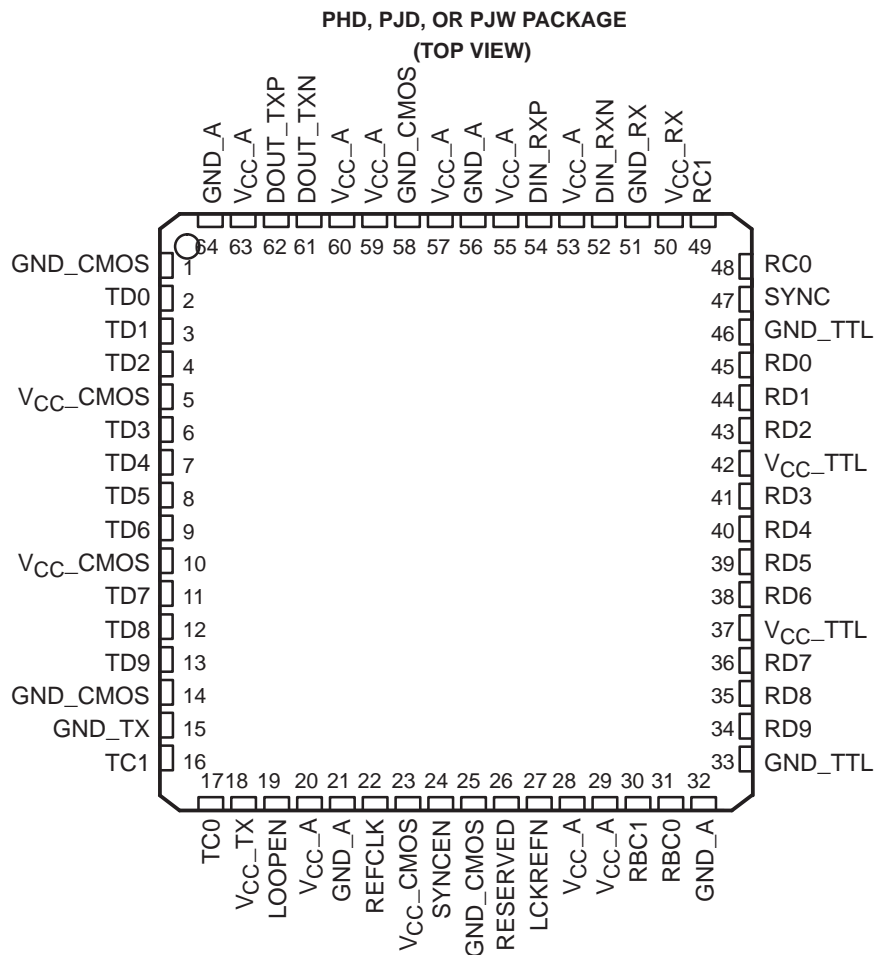 PHD, PJD, OR PJW PACKAGE
(TOP VIEW)
GND_A
VCC_A
DOUT_TXP
DOUT_TXN
VCC_A
VCC_A
GND_CMOS
VCC_A
GND_A
VCC_A
DIN_RXP
VCC_A
DIN_RXN
GND_RX
VCC_RX
RC1
64 63 62 61 60 59 58 57 56 55 54 53 52 51 50 49
GND_CMOS 1
TD0 2
TD1 3
TD2 4
VCC_CMOS 5
TD3 6
TD4 7
TD5 8
TD6 9
VCC_CMOS 10
TD7 11
TD8 12
TD9 13
GND_CMOS 14
GND_TX 15
TC1 16
48 RC0
47 SYNC
46 GND_TTL
45 RD0
44 RD1
43 RD2
42 VCC_TTL
41 RD3
40 RD4
39 RD5
38 RD6
37 VCC_TTL
36 RD7
35 RD8
34 RD9
33 GND_TTL
17 18 19 20 21 22 23 24 25 26 27 28 29 30 31 32
TC0
VCC_TX
LOOPEN
VCC_A
GND_A
REFCLK
VCC_CMOS
SYNCEN
GND_CMOS
RESERVED
LCKREFN
VCC_A
VCC_A
RBC1
RBC0
GND_A